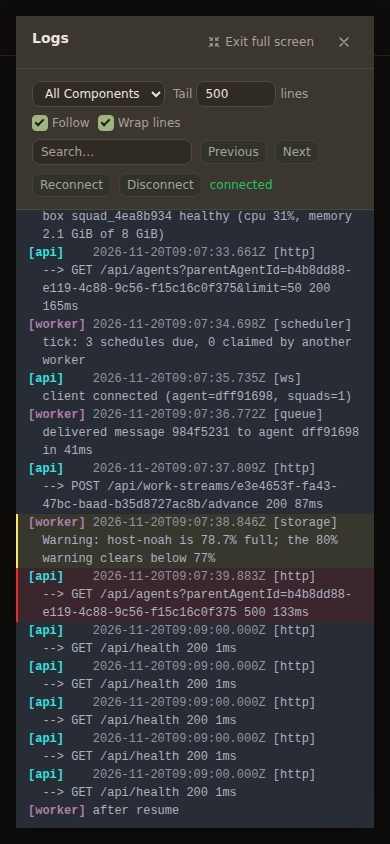 Logs
Exit full screen
All Components Tail 500 lines
Follow Wrap lines
Search... Previous Next
Reconnect Disconnect connected
box squad_4ea8b934 healthy (cpu 31%, memory
2.1 GiB of 8 GiB)
[api] 2026-11-20T09:07:33.661Z [http]
--> GET /api/agents?parentAgentId=b4b8dd88-
e119-4c88-9c56-f15c16c0f375&limit=50 200
165ms
[worker] 2026-11-20T09:07:34.698Z [scheduler]
tick: 3 schedules due, 0 claimed by another
worker
[api] 2026-11-20T09:07:35.735Z [ws]
client connected (agent=dff91698, squads=1)
[worker] 2026-11-20T09:07:36.772Z [queue]
delivered message 984f5231 to agent dff91698
in 41ms
[api] 2026-11-20T09:07:37.809Z [http]
--> POST /api/work-streams/e3e4653f-fa43-
47bc-baad-b35d8727ac8b/advance 200 87ms
[worker] 2026-11-20T09:07:38.846Z [storage]
Warning: host-noah is 78.7% full; the 80%
warning clears below 77%
[api] 2026-11-20T09:07:39.883Z [http]
--> GET /api/agents?parentAgentId=b4b8dd88-
e119-4c88-9c56-f15c16c0f375 500 133ms
[api] 2026-11-20T09:09:00.000Z [http]
--> GET /api/health 200 1ms
[api] 2026-11-20T09:09:00.000Z [http]
--> GET /api/health 200 1ms
[api] 2026-11-20T09:09:00.000Z [http]
--> GET /api/health 200 1ms
[api] 2026-11-20T09:09:00.000Z [http]
--> GET /api/health 200 1ms
[api] 2026-11-20T09:09:00.000Z [http]
--> GET /api/health 200 1ms
[worker] after resume